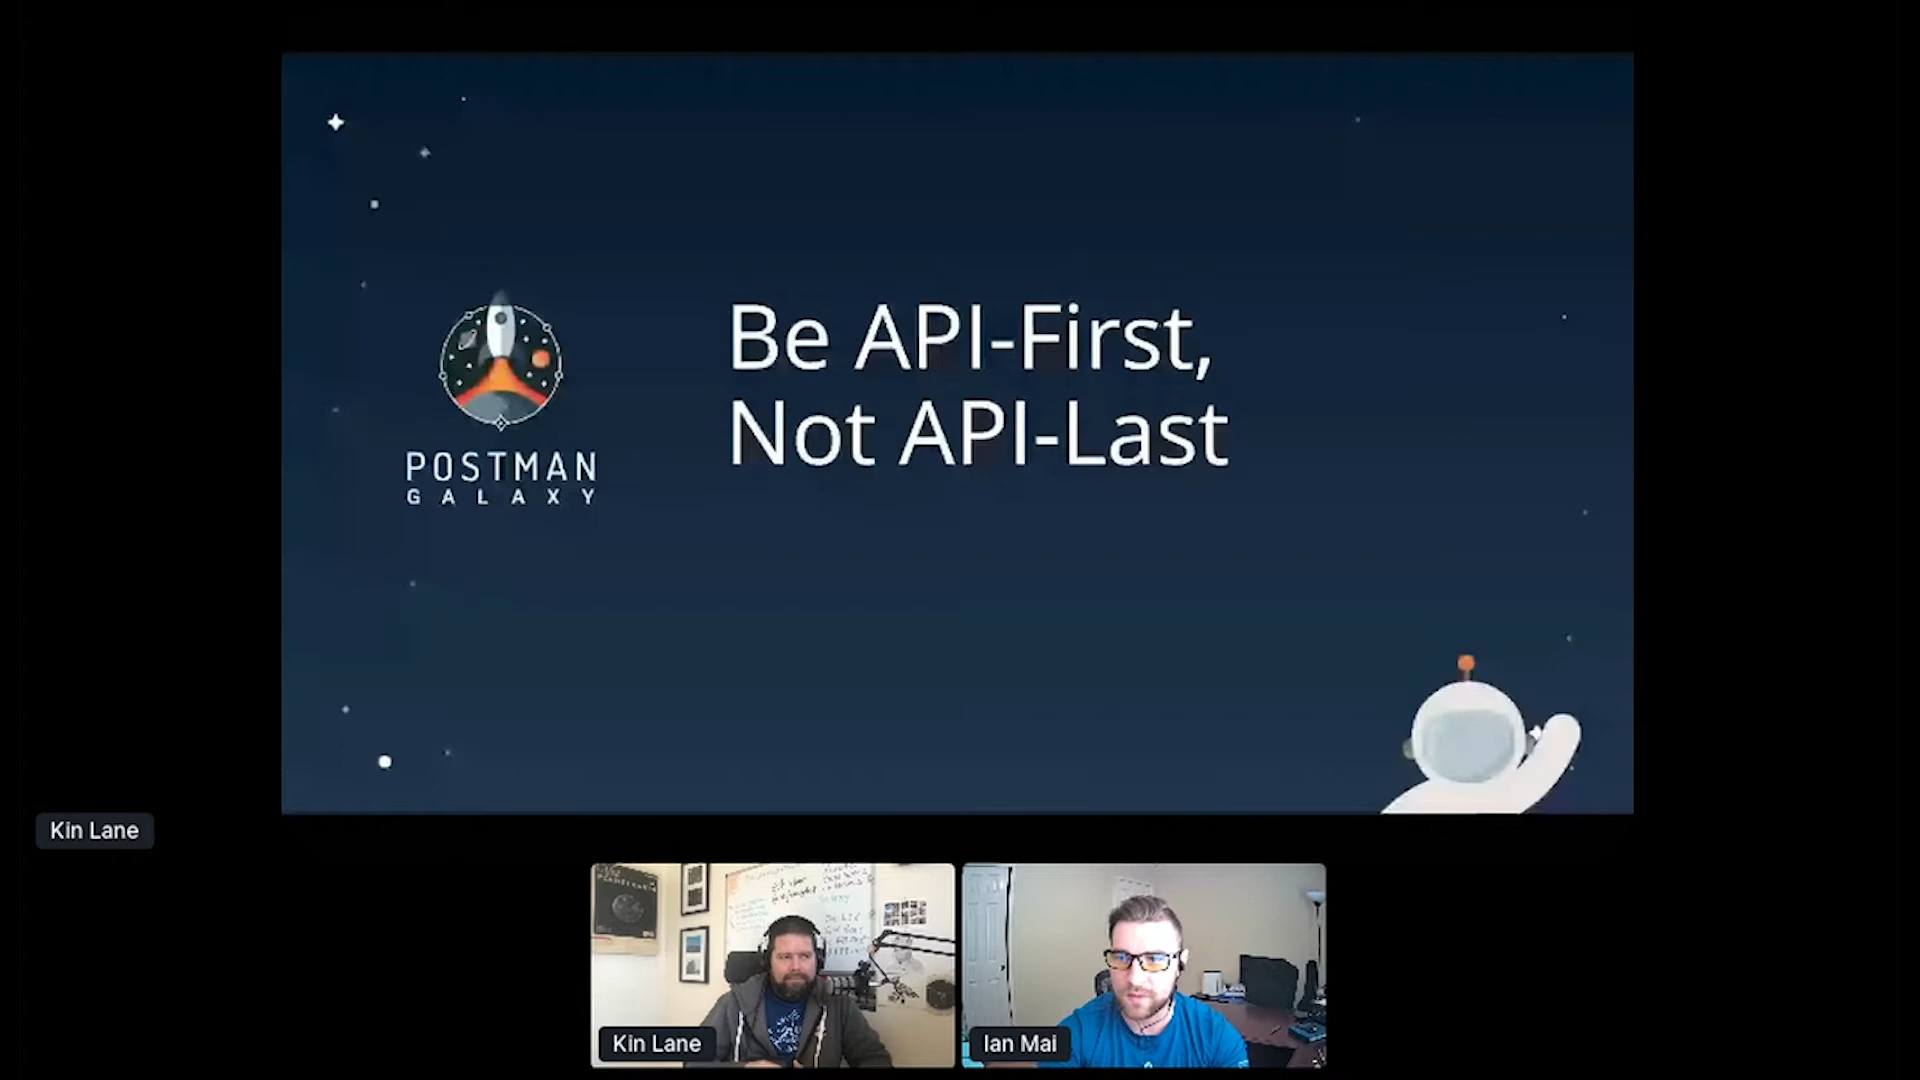 Be API-First,
Not API-Last
POSTMAN
GALAXY
Kin Lane
Kin Lane
Ian Mai